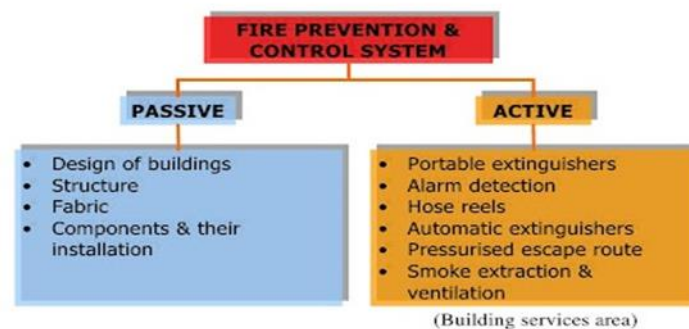 FIRE PREVENTION &
CONTROL SYSTEM
PASSIVE
ACTIVE
• Design of buildings
• Structure
• Fabric
• Components & their
installation
• Portable extinguishers
• Alarm detection
• Hose reels
• Automatic extinguishers
• Pressurised escape route
• Smoke extraction &
ventilation
(Building services area)